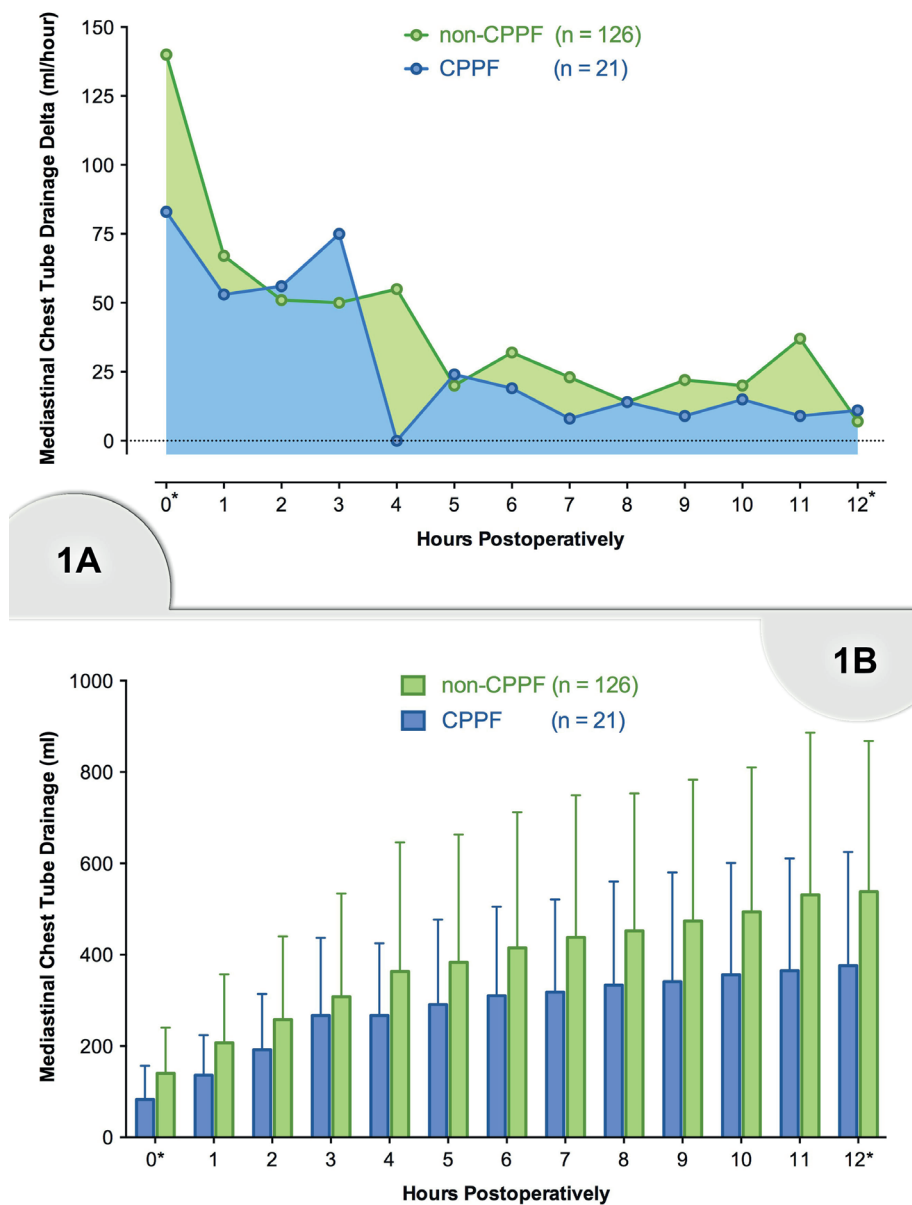 Mediastinal Chest Tube Drainage Delta (ml/hour)
150
125
100
75
50
25
0
non-CPPF (n = 126)
CPPF (n = 21)
0* 1 2 3 4 5 6 7 8 9 10 11 12*
Hours Postoperatively
1A
1B
Mediastinal Chest Tube Drainage (ml)
1000
800
600
400
200
0
non-CPPF (n = 126)
CPPF (n = 21)
0* 1 2 3 4 5 6 7 8 9 10 11 12*
Hours Postoperatively